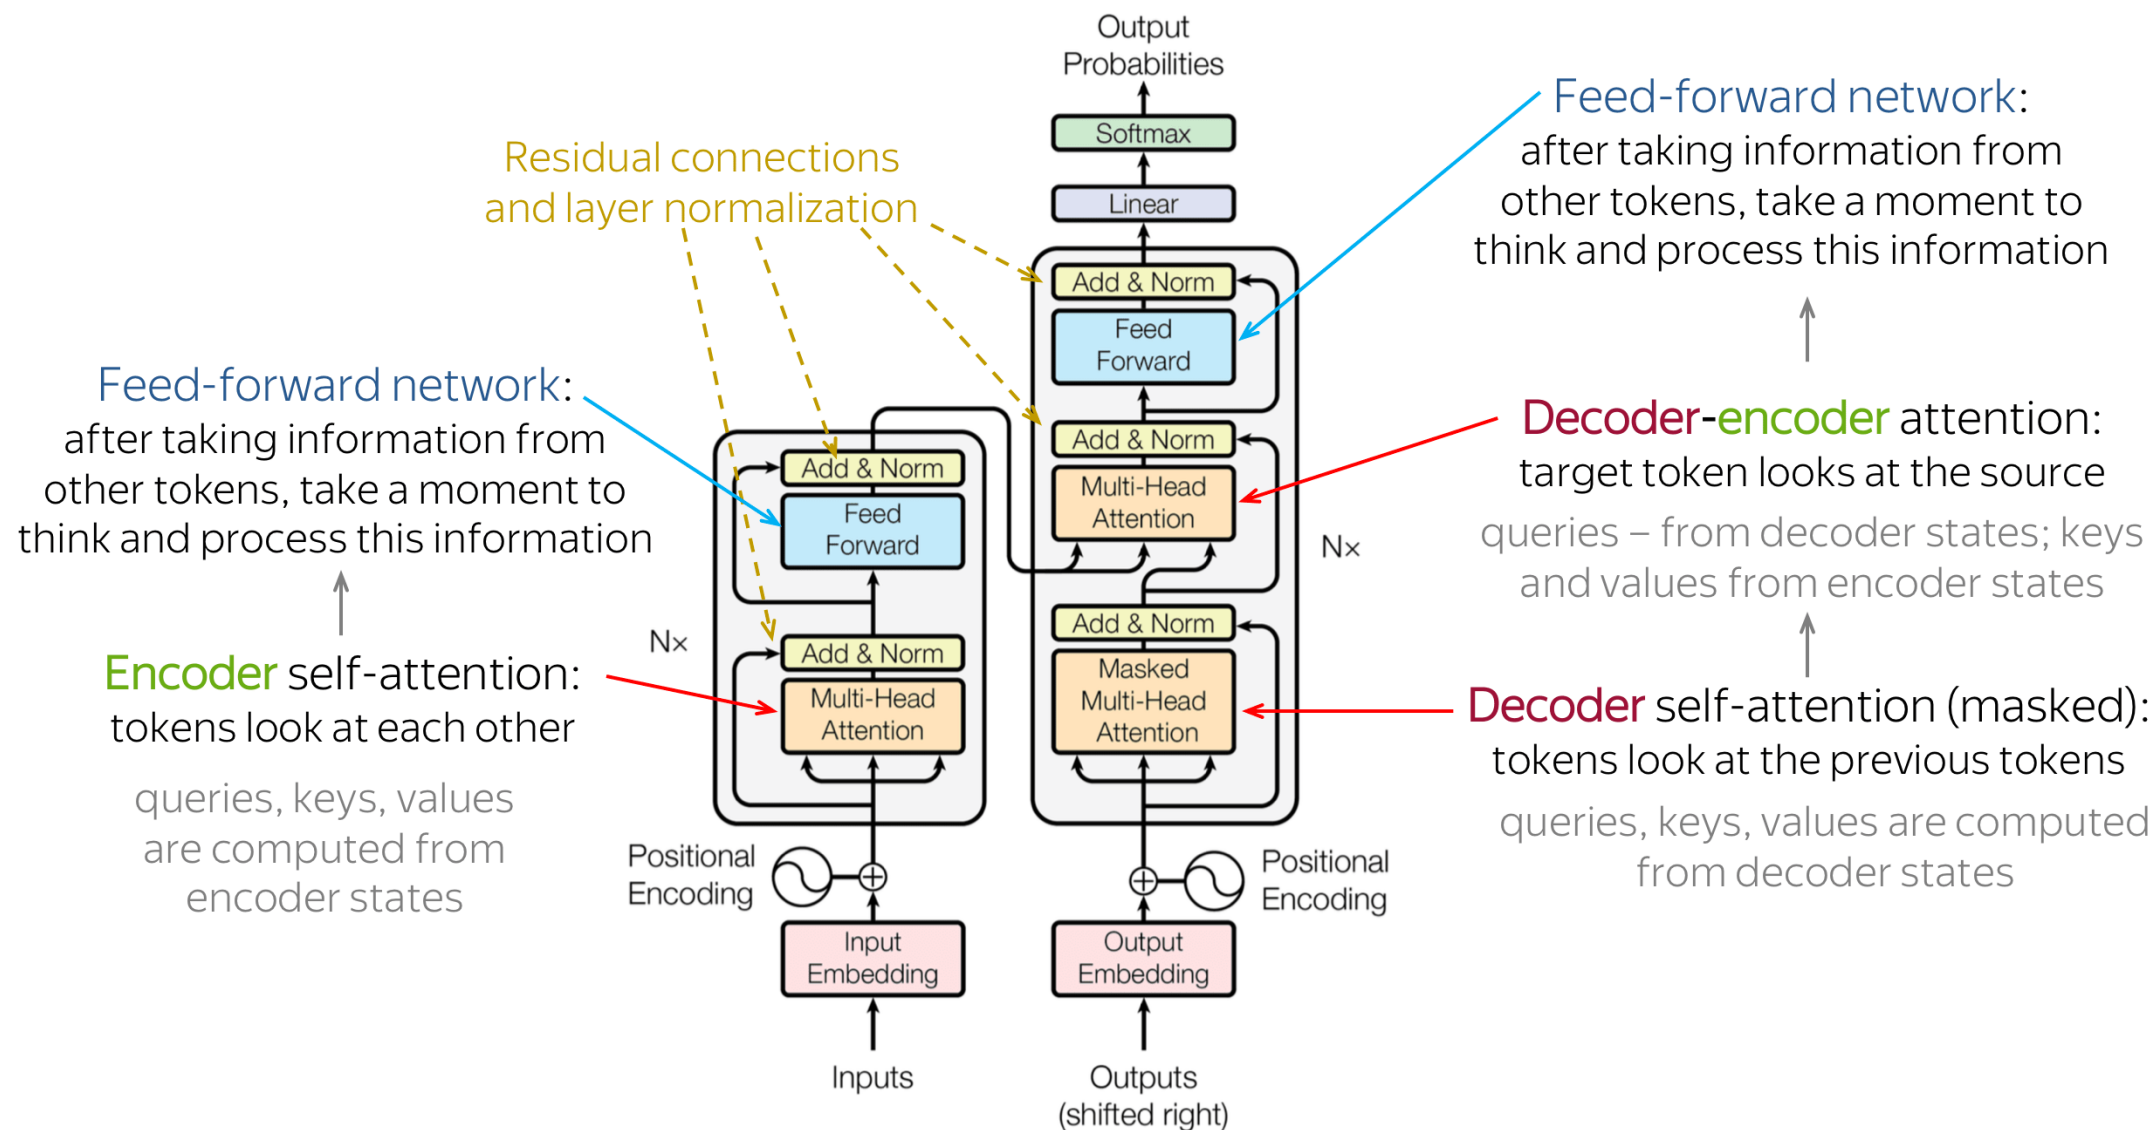 Output
Probabilities
Softmax
Linear
Add & Norm
Feed
Forward
Add & Norm
Multi-Head
Attention
Nx
Add & Norm
Masked
Multi-Head
Attention
Positional
Encoding
Output
Embedding
Outputs
(shifted right)
Residual connections
and layer normalization
Feed-forward network:
after taking information from
other tokens, take a moment to
think and process this information
Encoder self-attention:
tokens look at each other
queries, keys, values
are computed from
encoder states
Add & Norm
Feed
Forward
Nx
Add & Norm
Multi-Head
Attention
Positional
Encoding
Input
Embedding
Inputs
Feed-forward network:
after taking information from
other tokens, take a moment to
think and process this information
Decoder-encoder attention:
target token looks at the source
queries – from decoder states; keys
and values from encoder states
Decoder self-attention (masked):
tokens look at the previous tokens
queries, keys, values are computed
from decoder states